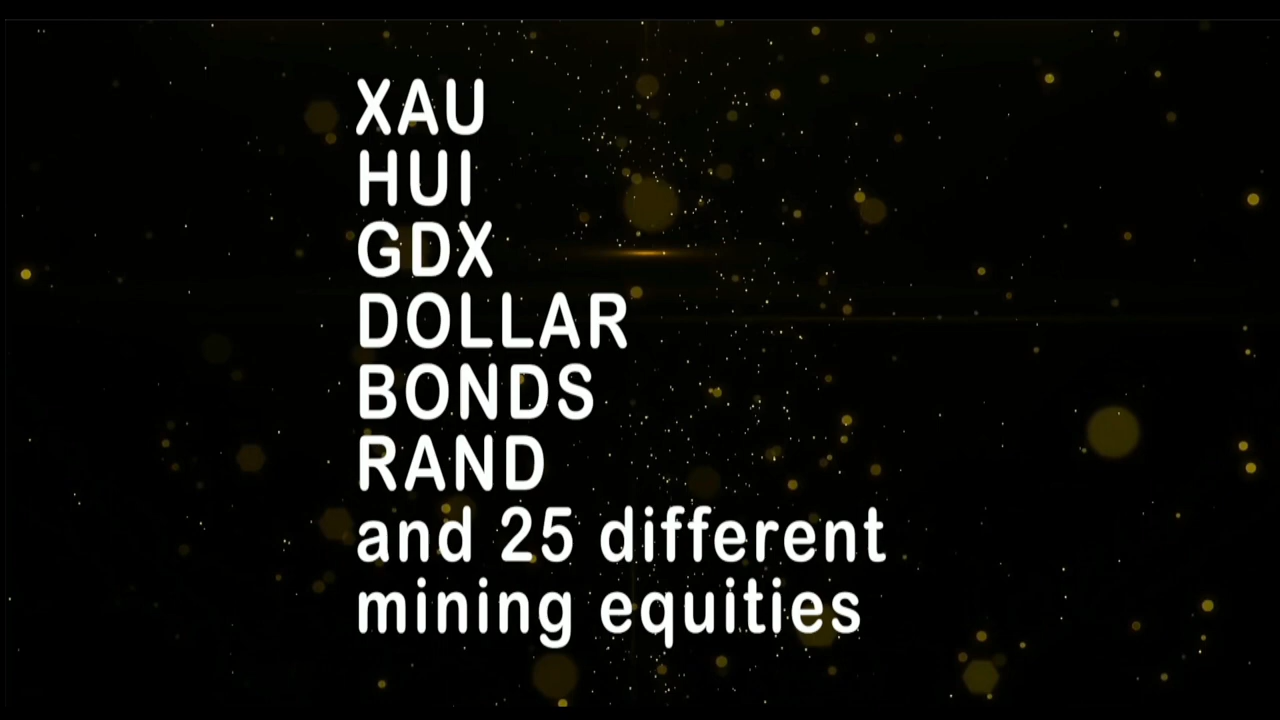 XAU
HUI
GDX
DOLLAR
BONDS
RAND
and 25 different
mining equities